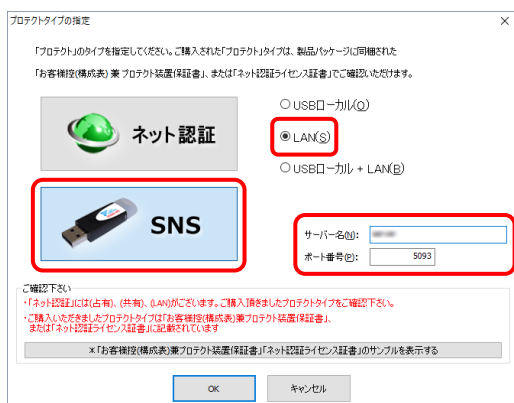 プロテクトタイプの指定
「プロテクト」のタイプを指定してください。ご購入された「プロテクト」タイプは、製品パッケージに同梱された
「お客様控(構成表) 兼 プロテクト装置保証書」、または「ネット認証ライセンス証書」でご確認いただけます。
ネット認証
USBローカル(O)
LAN(S)
USBローカル + LAN(B)
SNS
サーバー名(N):
ポート番号(P): 5093
ご確認下さい
・「ネット認証」には(占有)、(共有)、(LAN)がございます。ご購入頂きましたプロテクトタイプをご確認下さい。
・ご購入いただきましたプロテクトタイプは「お客様控(構成表)兼プロテクト装置保証書」、
または「ネット認証ライセンス証書」に記載されています
*「お客様控(構成表)兼プロテクト装置保証書」「ネット認証ライセンス証書」のサンプルを表示する
OK
キャンセル